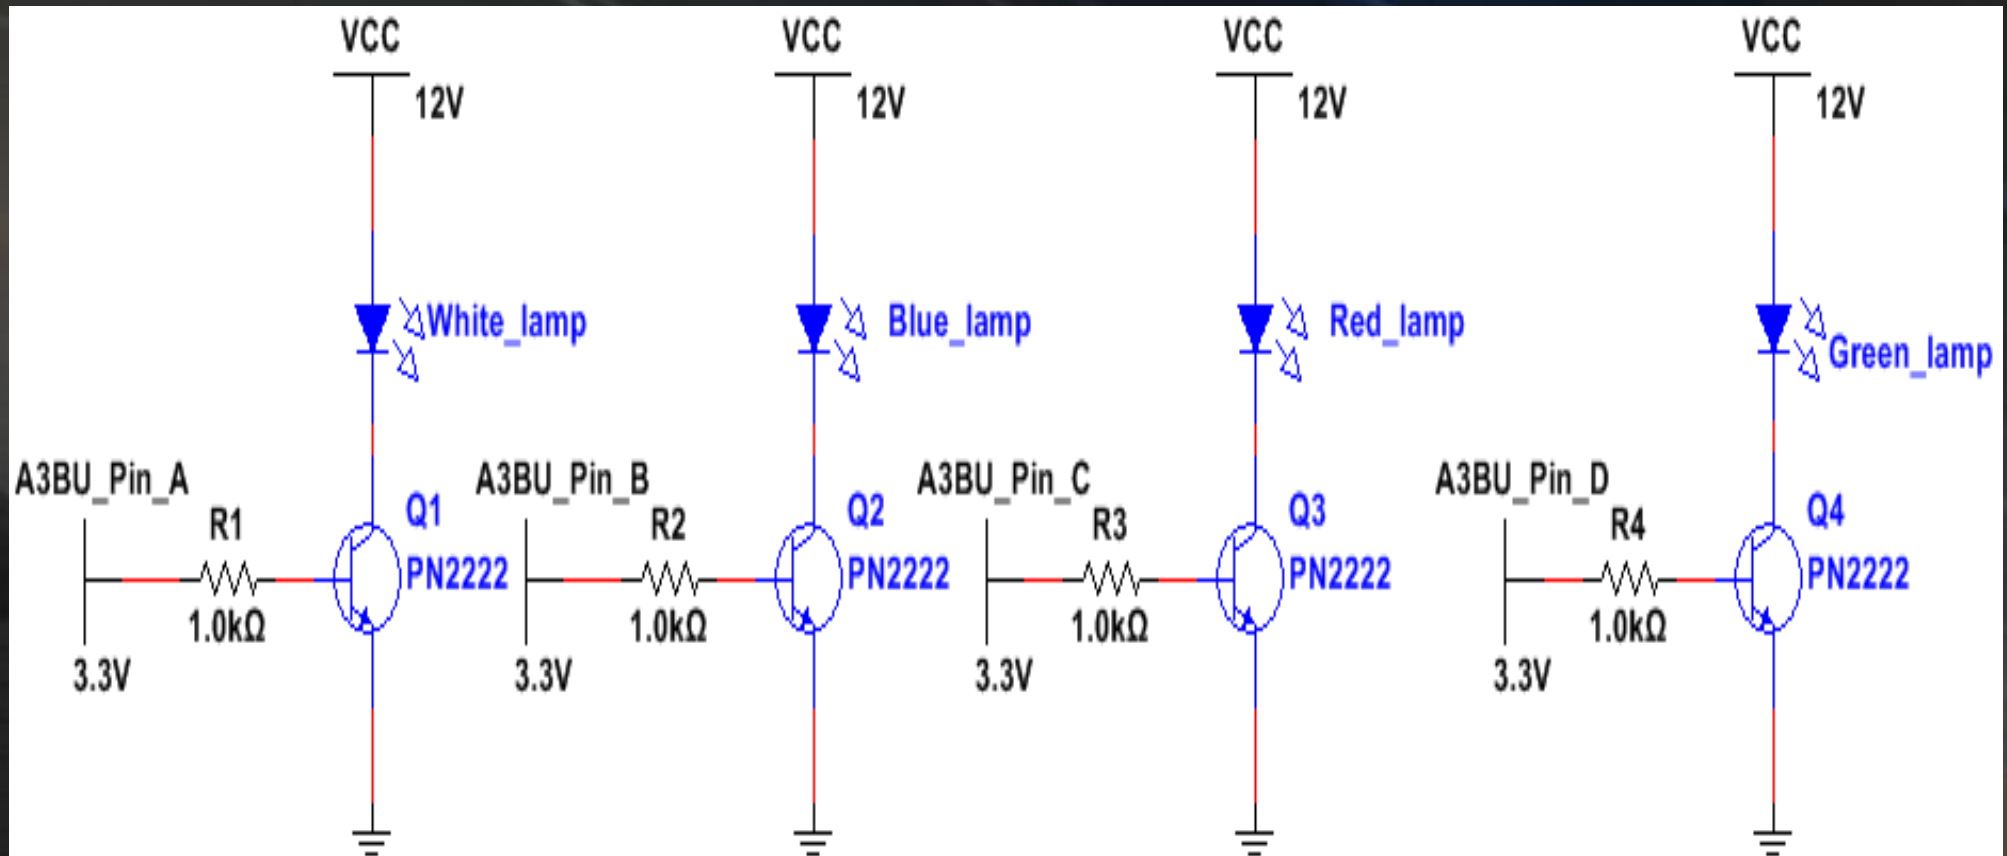 VCC
12V
White_lamp
A3BU_Pin_A
R1
1.0kΩ
3.3V
Q1
PN2222
VCC
12V
Blue_lamp
A3BU_Pin_B
R2
1.0kΩ
3.3V
Q2
PN2222
VCC
12V
Red_lamp
A3BU_Pin_C
R3
1.0kΩ
3.3V
Q3
PN2222
VCC
12V
Green_lamp
A3BU_Pin_D
R4
1.0kΩ
3.3V
Q4
PN2222